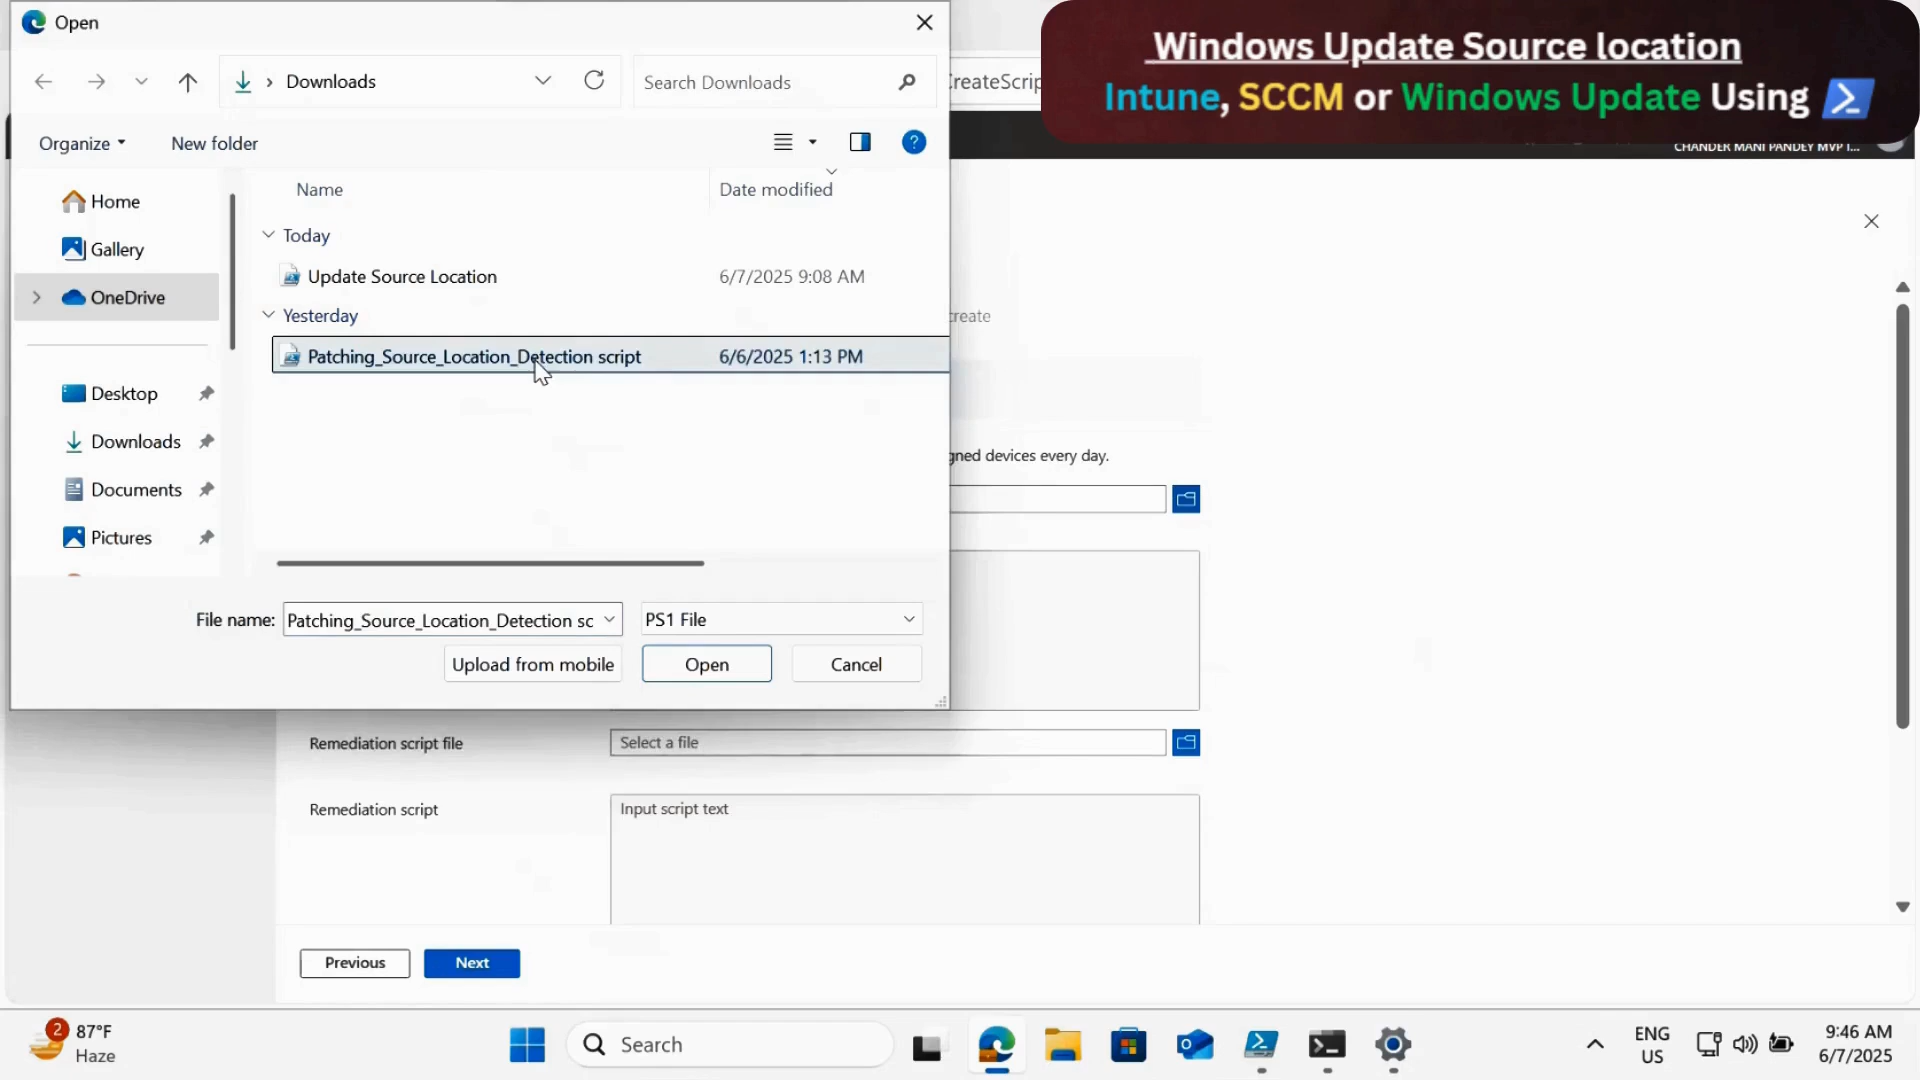 Open
Windows Update Source location
Intune, SCCM or Windows Update Using
Downloads
Search Downloads
CreateScrip
CHANDER MANI PANDEY MVP I...
Organize
New folder
?
Name
Date modified
Home
Gallery
OneDrive
Desktop
Downloads
Documents
Pictures
Today
Update Source Location
6/7/2025 9:08 AM
Yesterday
Patching_Source_Location_Detection script
6/6/2025 1:13 PM
create
gned devices every day.
File name:
Patching_Source_Location_Detection sc
PS1 File
Upload from mobile
Open
Cancel
Remediation script file
Select a file
Remediation script
Input script text
Previous
Next
2
87°F
Haze
Search
ENG
US
9:46 AM
6/7/2025